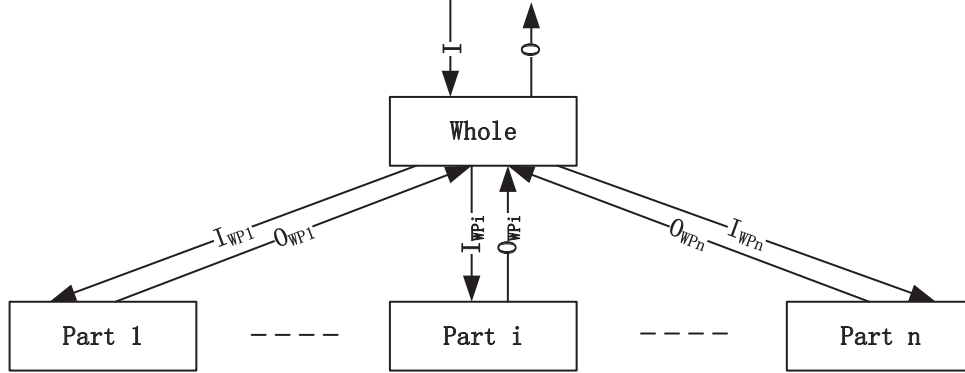 I
O
Whole
I_WP1
O_WP1
I_WPi
O_WPi
O_WPn
I_WPn
Part 1
Part i
Part n